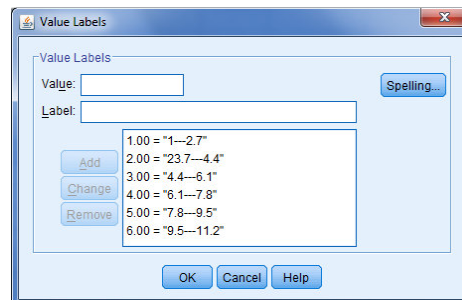 Value Labels
Value Labels
Value:
Spelling...
Label:
1.00 = "1---2.7"
2.00 = "23.7---4.4"
3.00 = "4.4---6.1"
4.00 = "6.1---7.8"
5.00 = "7.8---9.5"
6.00 = "9.5---11.2"
Add
Change
Remove
OK Cancel Help